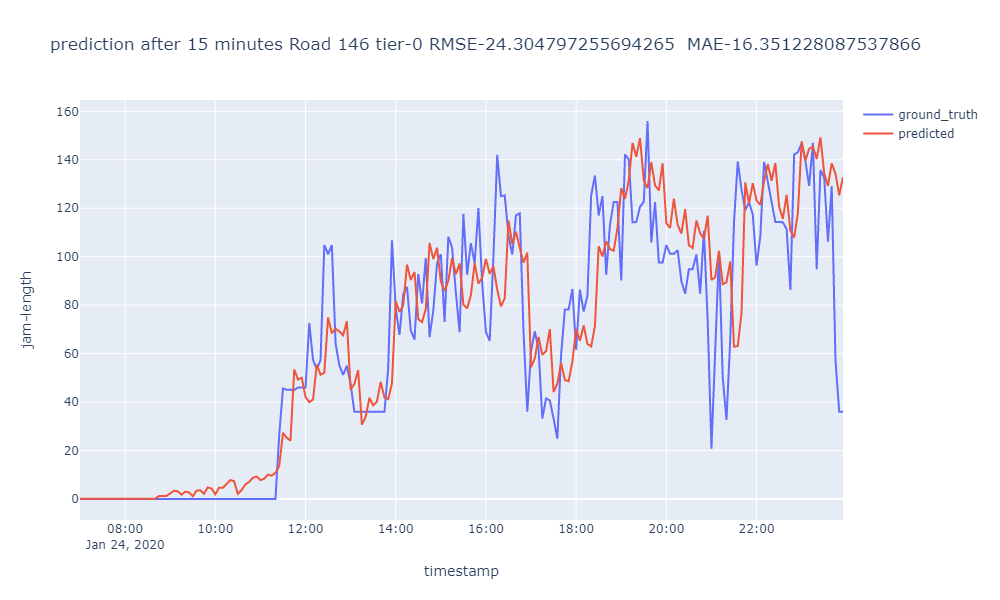 prediction after 15 minutes Road 146 tier-0 RMSE-24.304797255694265  MAE-16.351228087537866
ground_truth
predicted
160
140
120
100
80
60
40
20
0
jam-length
08:00 10:00 12:00 14:00 16:00 18:00 20:00 22:00
Jan 24, 2020
timestamp